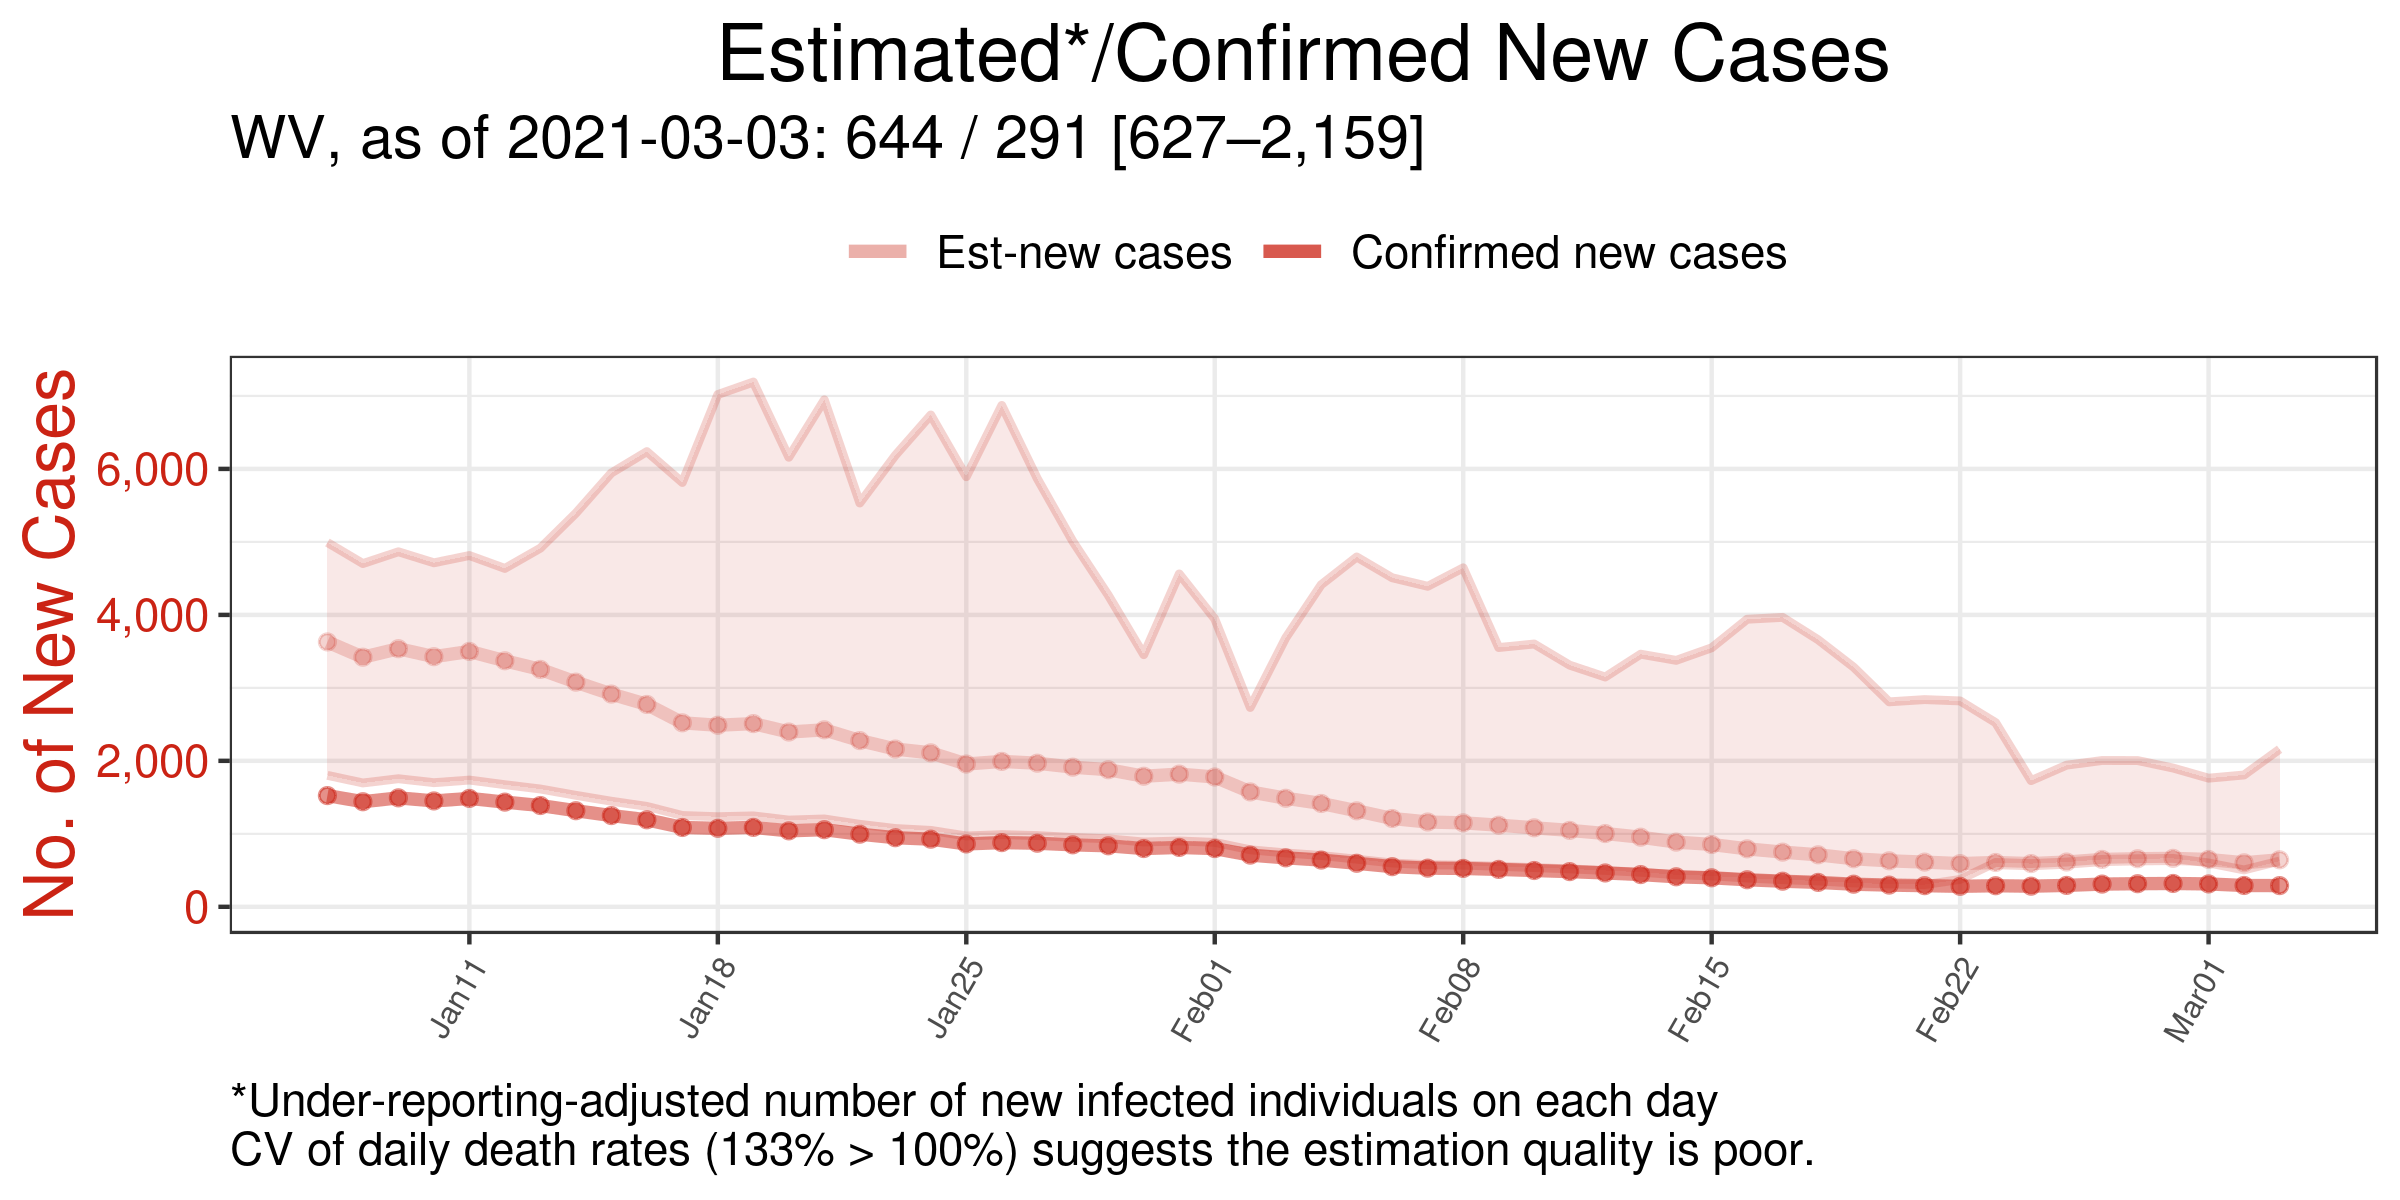 Estimated*/Confirmed New Cases
WV, as of 2021-03-03: 644 / 291 [627–2,159]
Est-new cases Confirmed new cases
No. of New Cases
6,000
4,000
2,000
0
Jan11 Jan18 Jan25 Feb01 Feb08 Feb15 Feb22 Mar01
*Under-reporting-adjusted number of new infected individuals on each day
CV of daily death rates (133% > 100%) suggests the estimation quality is poor.